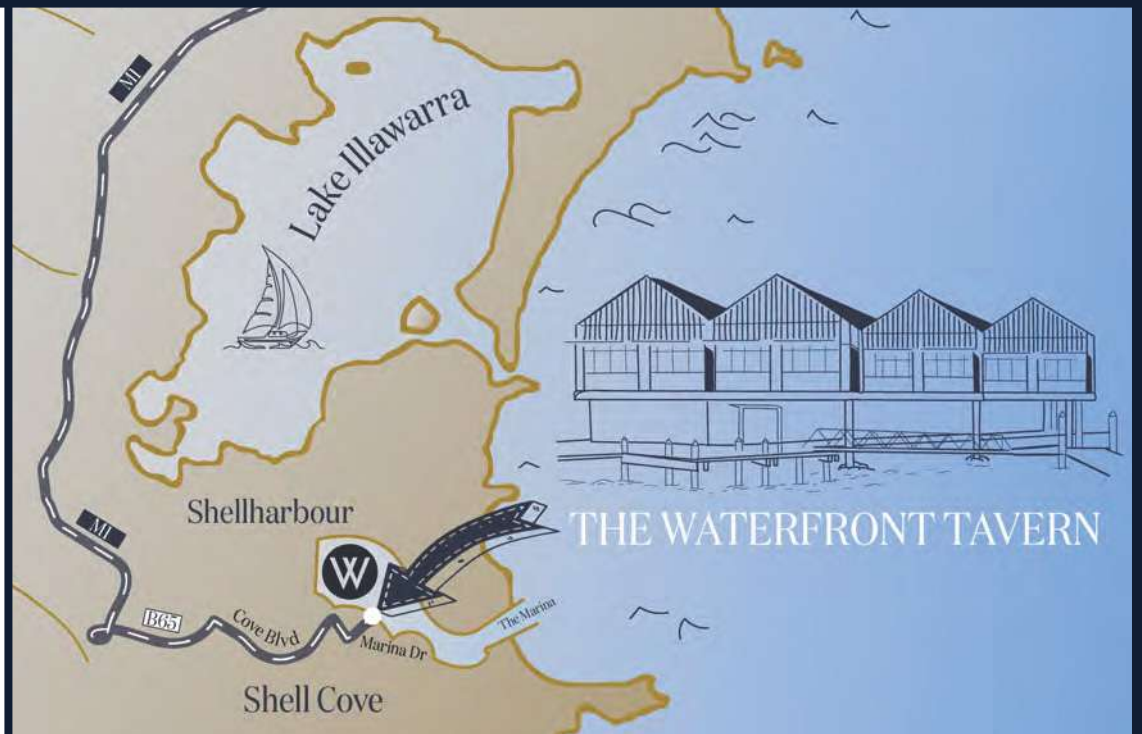 M1
Lake Illawarra
Shellharbour
THE WATERFRONT TAVERN
M1
W
B65
Cove Blvd
Marina Dr
The Marina
Shell Cove